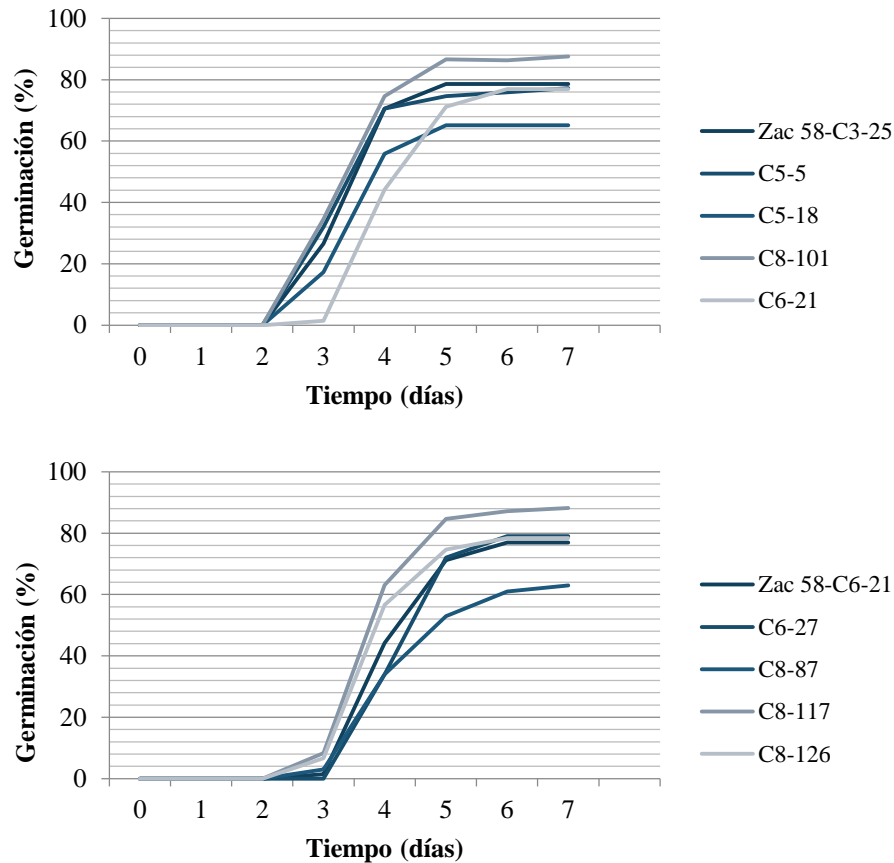 100
80
60
40
20
0
Germinación (%)
0 1 2 3 4 5 6 7
Tiempo (días)
Zac 58-C3-25
C5-5
C5-18
C8-101
C6-21
100
80
60
40
20
0
Germinación (%)
0 1 2 3 4 5 6 7
Tiempo (días)
Zac 58-C6-21
C6-27
C8-87
C8-117
C8-126